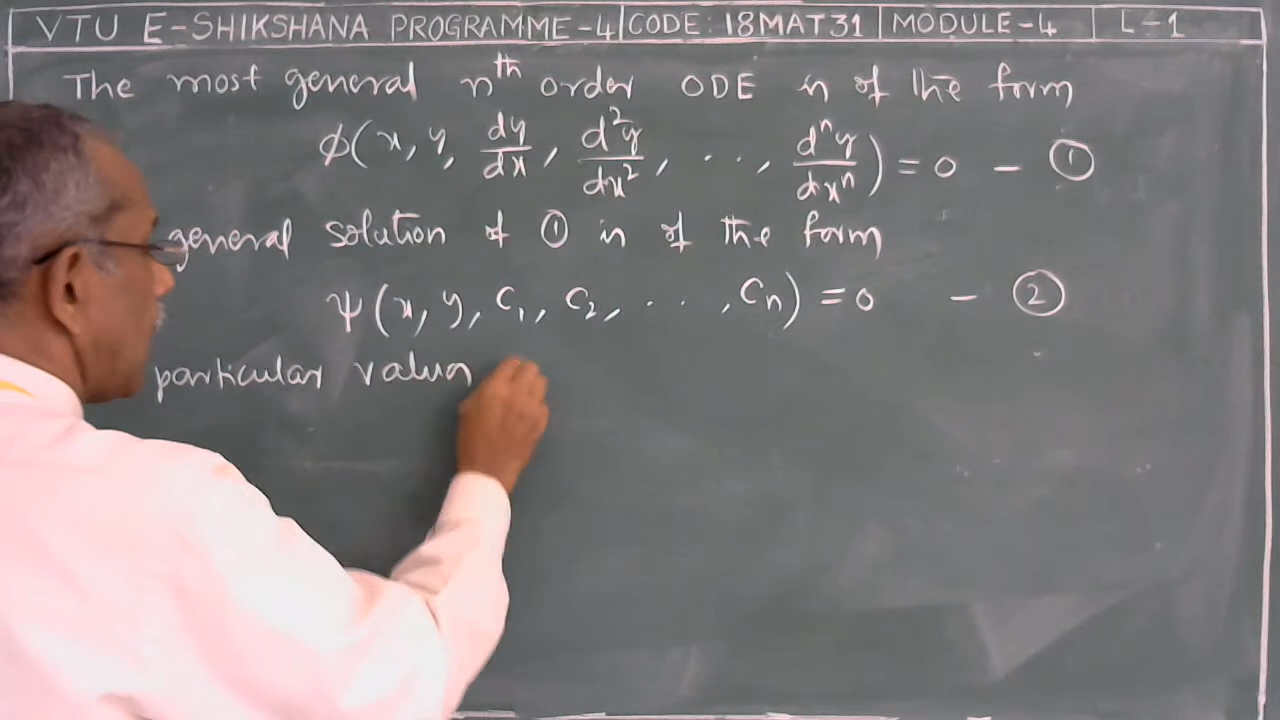 VTU E-SHIKSHANA PROGRAMME-4 | CODE: 18MAT31 | MODULE-4 | L-1
The most general nth order ODE is of the form
ϕ(x, y, dy/dx, d²y/dx², . . ., dⁿy/dxⁿ) = 0 — ①
general solution of ① is of the form
ψ(x, y, c₁, c₂, . . . , cₙ) = 0 — ②
particular values